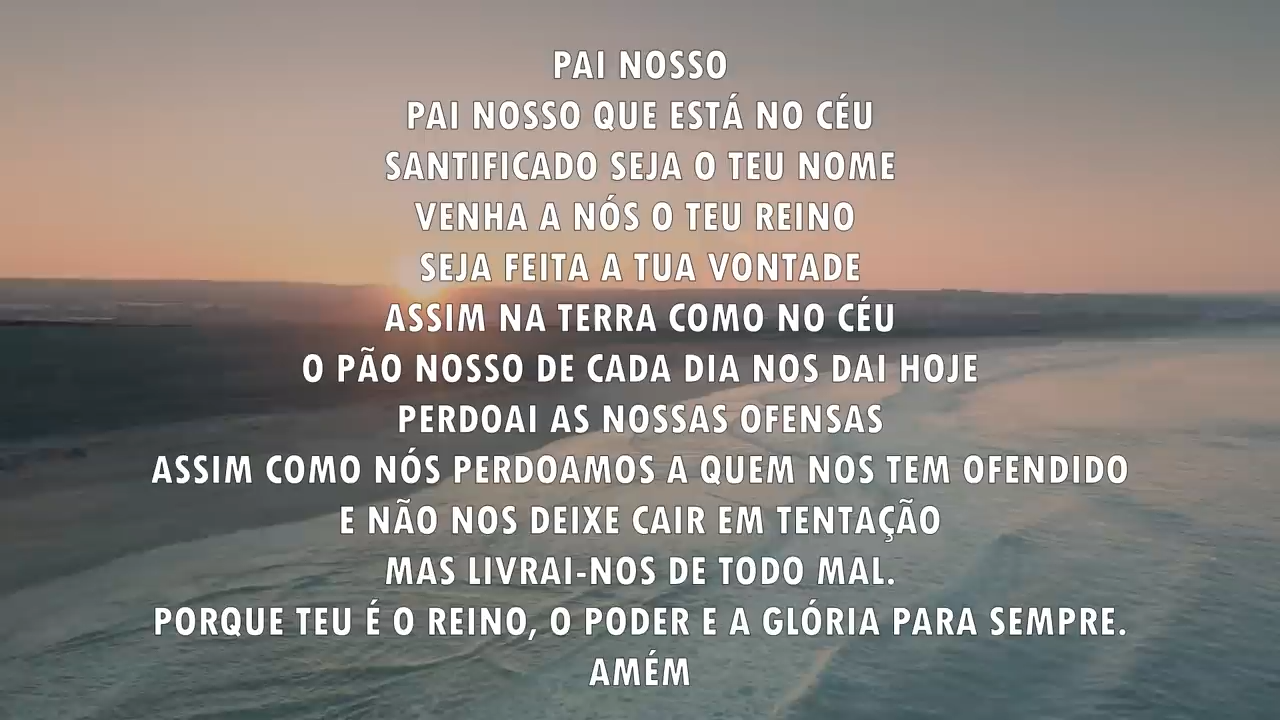 PAI NOSSO
PAI NOSSO QUE ESTÁ NO CÉU
SANTIFICADO SEJA O TEU NOME
VENHA A NÓS O TEU REINO
SEJA FEITA A TUA VONTADE
ASSIM NA TERRA COMO NO CÉU
O PÃO NOSSO DE CADA DIA NOS DAI HOJE
PERDOAI AS NOSSAS OFENSAS
ASSIM COMO NÓS PERDOAMOS A QUEM NOS TEM OFENDIDO
E NÃO NOS DEIXE CAIR EM TENTAÇÃO
MAS LIVRAI-NOS DE TODO MAL.
PORQUE TEU É O REINO, O PODER E A GLÓRIA PARA SEMPRE.
AMÉM